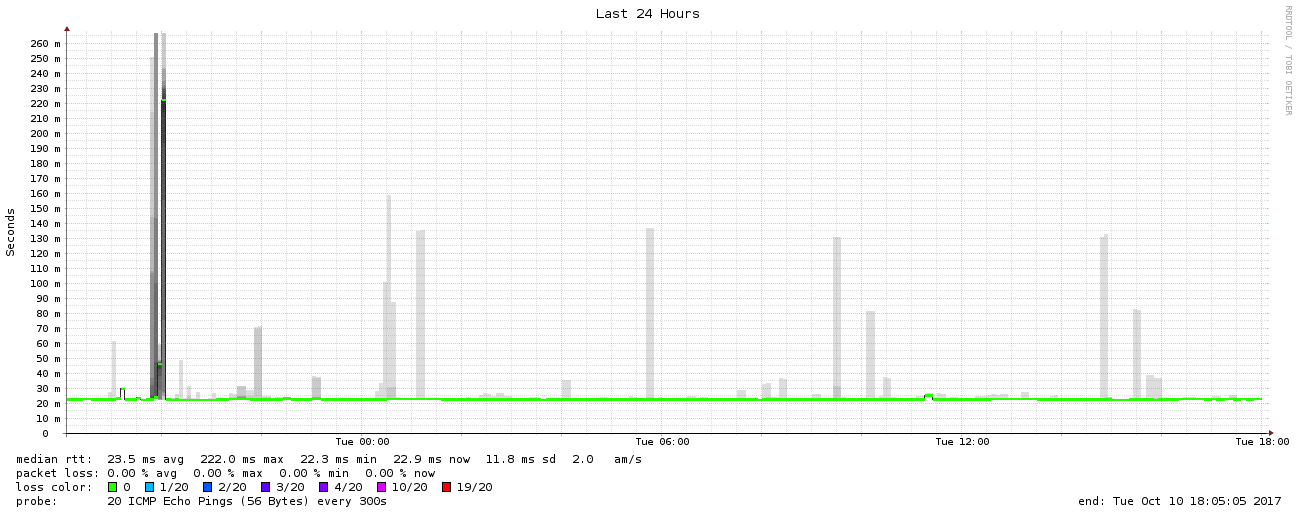 Last 24 Hours
RRDTOOL / TOBI OETIKER
Seconds
260 m
250 m
240 m
230 m
220 m
210 m
200 m
190 m
180 m
170 m
160 m
150 m
140 m
130 m
120 m
110 m
100 m
90 m
80 m
70 m
60 m
50 m
40 m
30 m
20 m
10 m
0
Tue 00:00 Tue 06:00 Tue 12:00 Tue 18:00
median rtt: 23.5 ms avg 222.0 ms max 22.3 ms min 22.9 ms now 11.8 ms sd 2.0 am/s
packet loss: 0.00 % avg 0.00 % max 0.00 % min 0.00 % now
loss color: 0 1/20 2/20 3/20 4/20 10/20 19/20
probe: 20 ICMP Echo Pings (56 Bytes) every 300s end: Tue Oct 10 18:05:05 2017